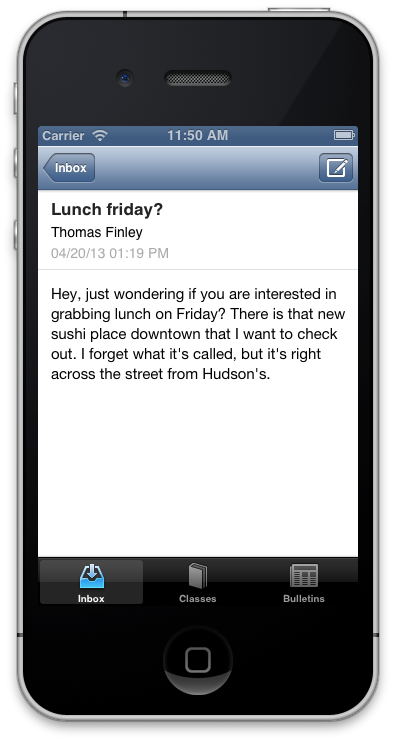 Carrier 11:50 AM
Inbox
Lunch friday?
Thomas Finley
04/20/13 01:19 PM
Hey, just wondering if you are interested in
grabbing lunch on Friday? There is that new
sushi place downtown that I want to check
out. I forget what it's called, but it's right
across the street from Hudson's.
Inbox Classes Bulletins